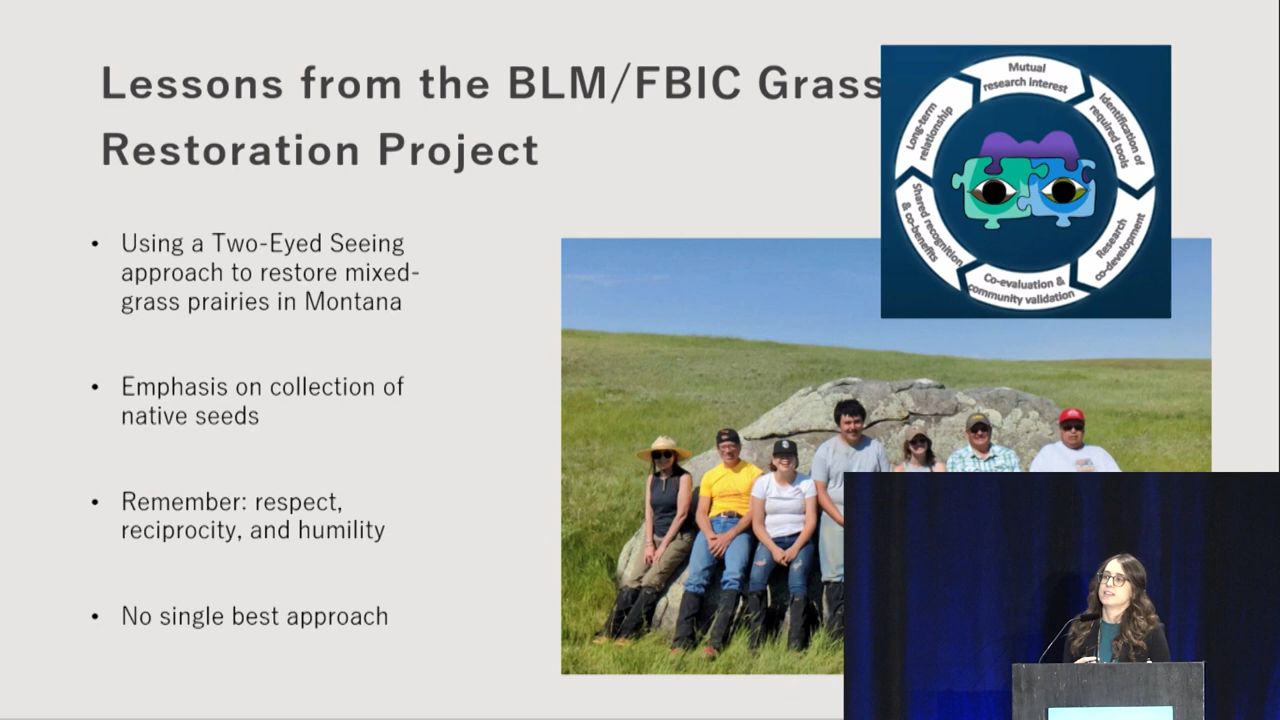 Lessons from the BLM/FBIC Grass
Restoration Project
• Using a Two-Eyed Seeing
approach to restore mixed-
grass prairies in Montana
• Emphasis on collection of
native seeds
• Remember: respect,
reciprocity, and humility
• No single best approach
Mutual
research interest
Identification of
required tools
Research
co-development
Co-evaluation &
community validation
Shared recognition
& co-benefits
Long-term
relationship